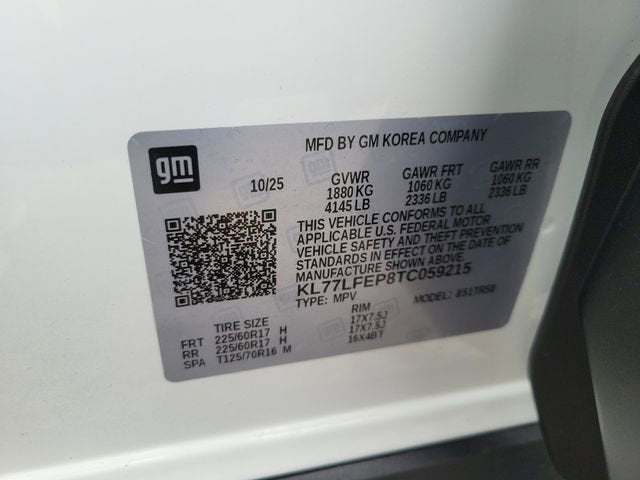 MFD BY GM KOREA COMPANY
gm
10/25
GVWR
1880 KG
4145 LB
GAWR FRT
1060 KG
2336 LB
GAWR RR
1060 KG
2336 LB
THIS VEHICLE CONFORMS TO ALL
APPLICABLE U.S. FEDERAL MOTOR
VEHICLE SAFETY AND THEFT PREVENTION
STANDARDS IN EFFECT ON THE DATE OF
MANUFACTURE SHOWN ABOVE.
KL77LFEP8TC059215
TYPE: MPV
TIRE SIZE RIM
FRT 225/60R17 H 17X7.5J
RR 225/60R17 H 17X7.5J
SPA T125/70R16 M 16X4BT